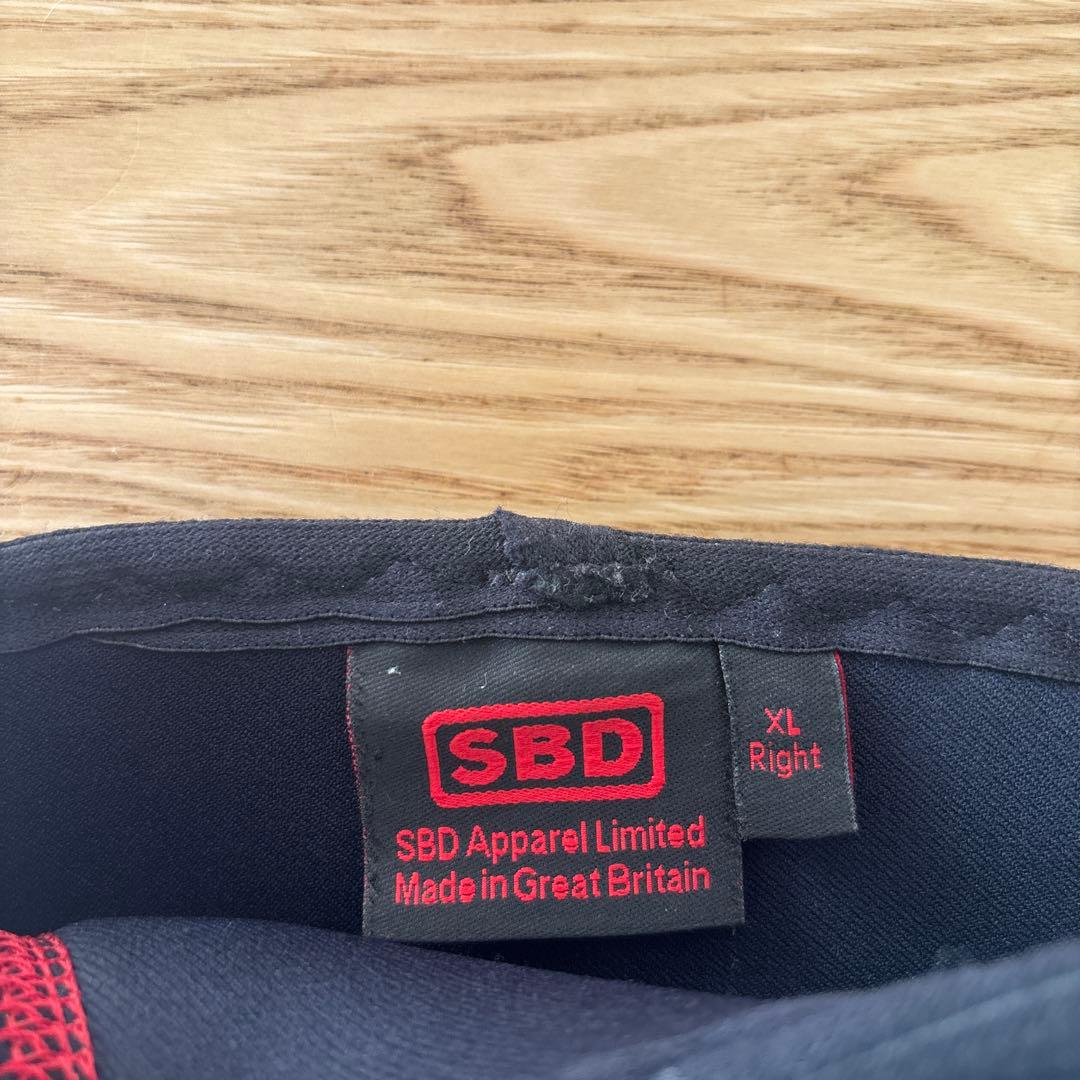 SBD
SBD Apparel Limited
Made in Great Britain
XL
Right